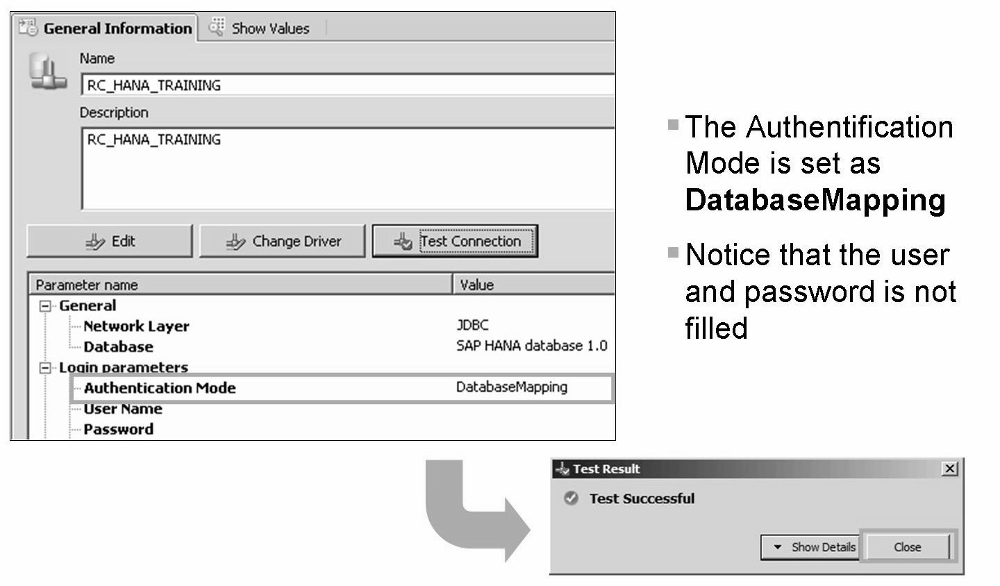 General Information
Show Values
Name
RC_HANA_TRAINING
Description
RC_HANA_TRAINING
Edit
Change Driver
Test Connection
Parameter name Value
General
Network Layer JDBC
Database SAP HANA database 1.0
Login parameters
Authentication Mode DatabaseMapping
User Name
Password
The Authentification
Mode is set as
DatabaseMapping
Notice that the user
and password is not
filled
Test Result
Test Successful
Show Details
Close